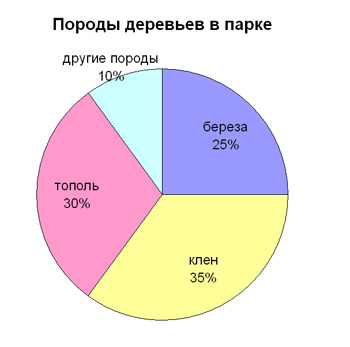 Породы деревьев в парке
другие породы
10%
береза
25%
тополь
30%
клен
35%